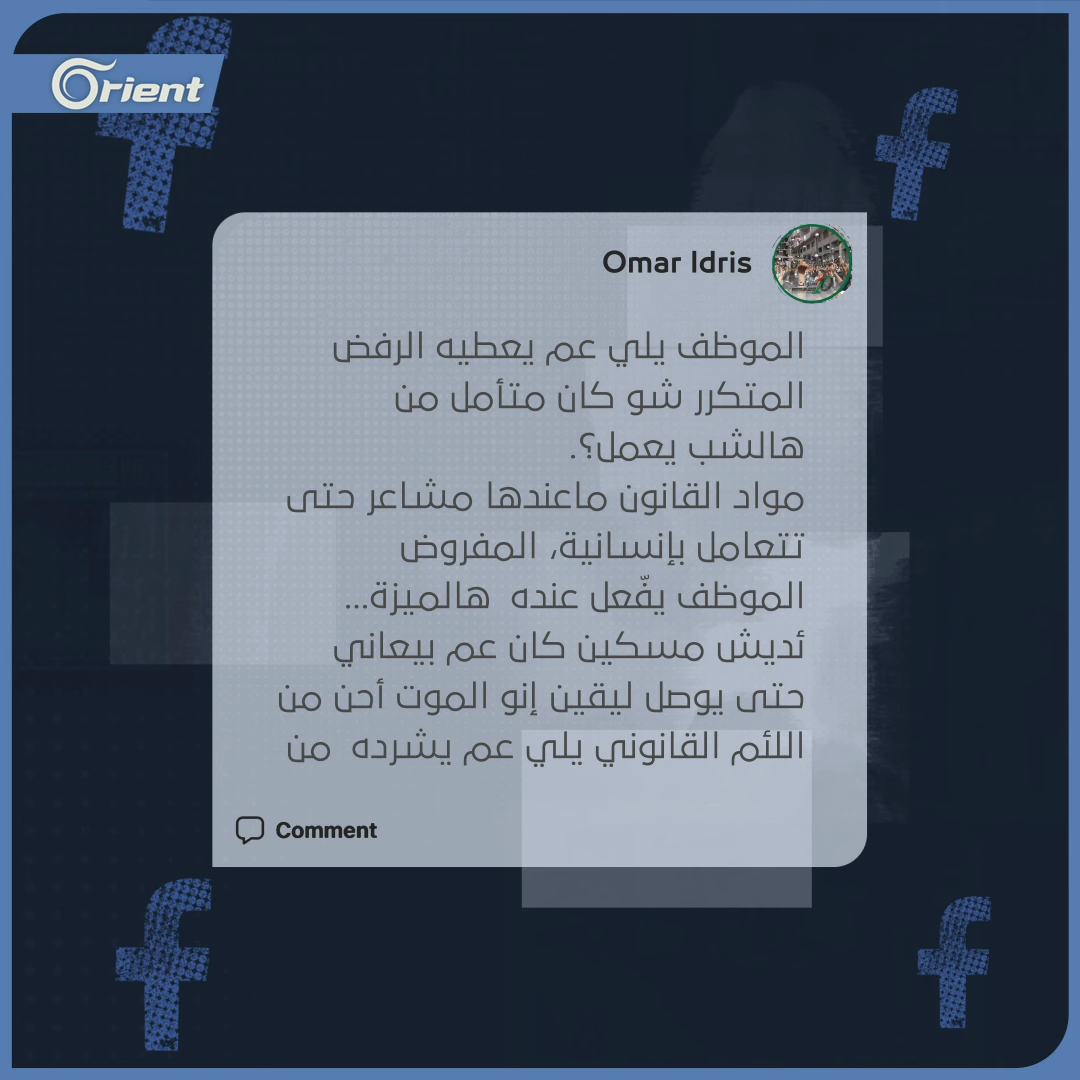 Orient
Omar Idris
الموظف يلي عم يعطيه الرفض
المتكرر شو كان متأمل من
هالشب يعمل؟.
مواد القانون ماعندها مشاعر حتى
تتعامل بإنسانية، المفروض
الموظف يفّعل عنده هالميزة...
ئديش مسكين كان عم بيعاني
حتى يوصل ليقين إنو الموت أحن من
اللئم القانوني يلي عم يشرده من
Comment